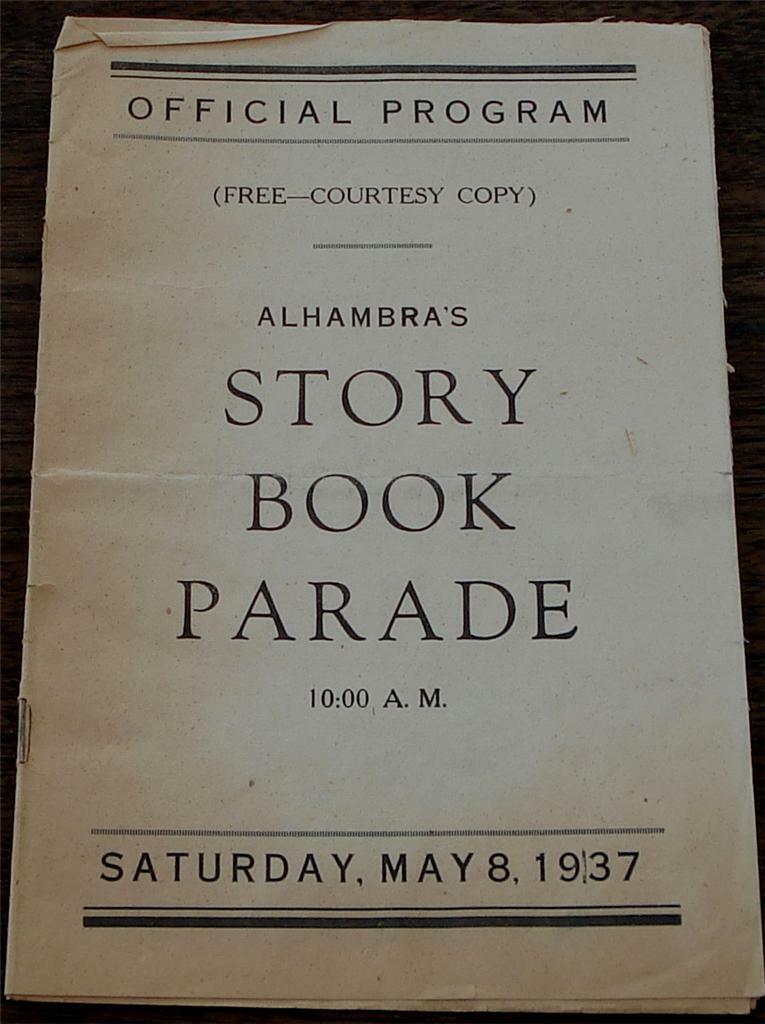 OFFICIAL PROGRAM
(FREE—COURTESY COPY)
ALHAMBRA'S
STORY
BOOK
PARADE
10:00 A. M.
SATURDAY, MAY 8, 1937